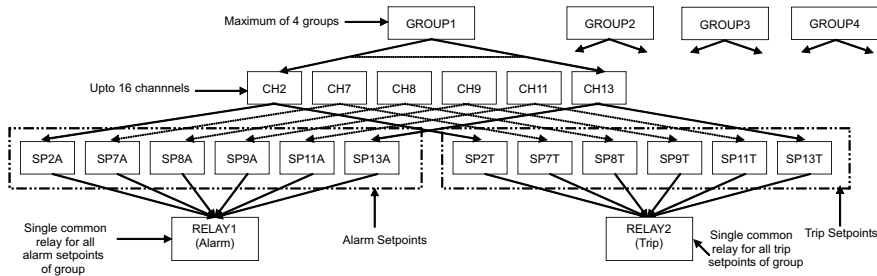 Maximum of 4 groups
GROUP1
GROUP2
GROUP3
GROUP4
Upto 16 channnels
CH2
CH7
CH8
CH9
CH11
CH13
SP2A
SP7A
SP8A
SP9A
SP11A
SP13A
SP2T
SP7T
SP8T
SP9T
SP11T
SP13T
Single common
relay for all
alarm setpoints
of group
RELAY1
(Alarm)
Alarm Setpoints
RELAY2
(Trip)
Single common
relay for all trip
setpoints of group
Trip Setpoints